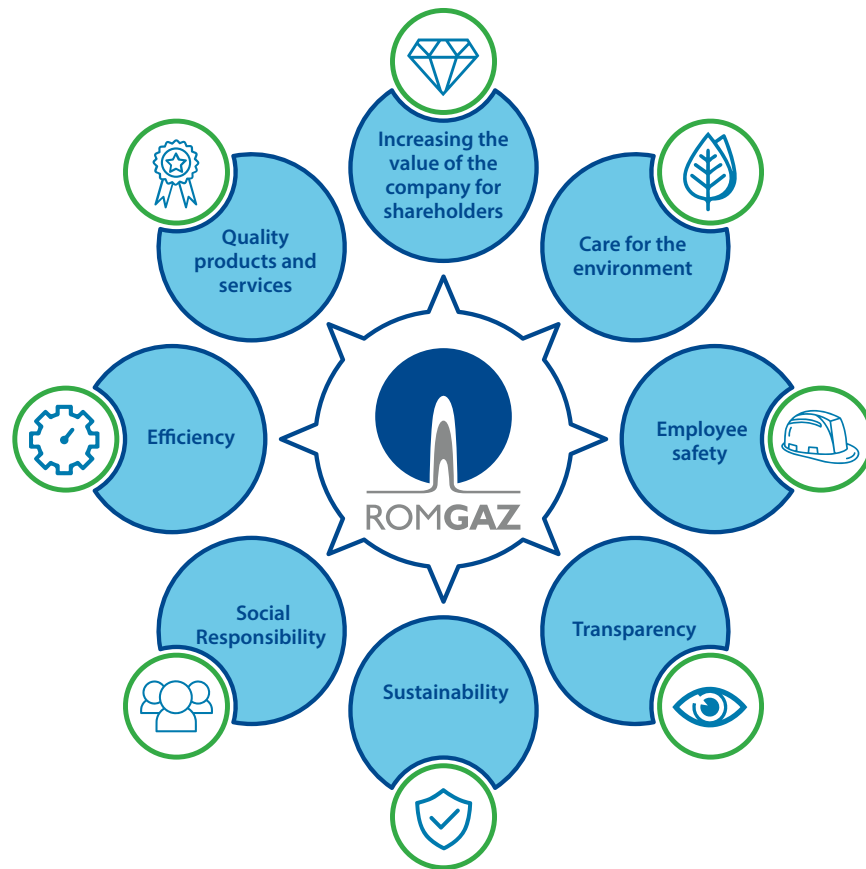 Increasing the
value of the
company for
shareholders
Care for the
environment
Employee
safety
Transparency
Sustainability
Social
Responsibility
Efficiency
Quality
products and
services
ROMGAZ